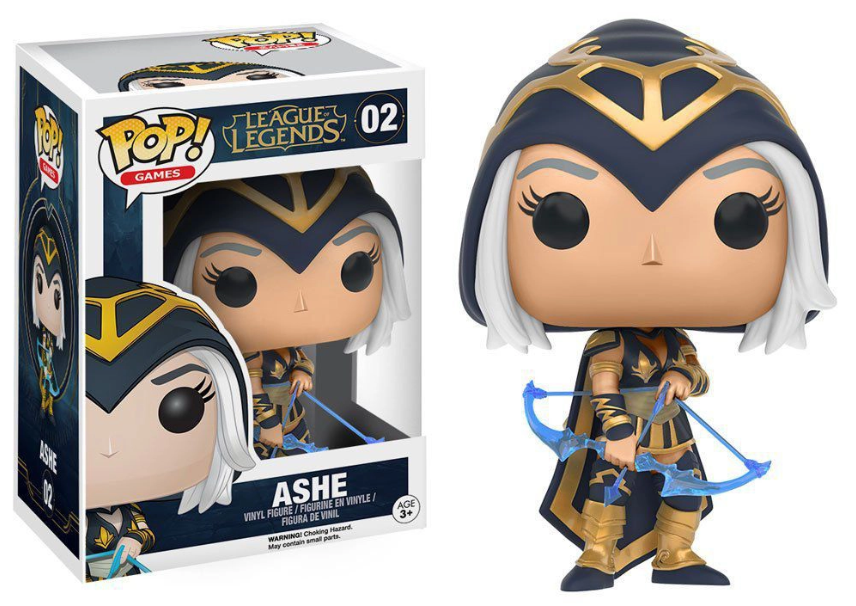 POP!
GAMES
LEAGUE OF
LEGENDS™
02
POP!
GAMES
ASHE
02
ASHE
VINYL FIGURE / FIGURINE EN VINYLE /
FIGURA DE VINIL
WARNING! Choking Hazard.
May contain small parts.
AGE
3+